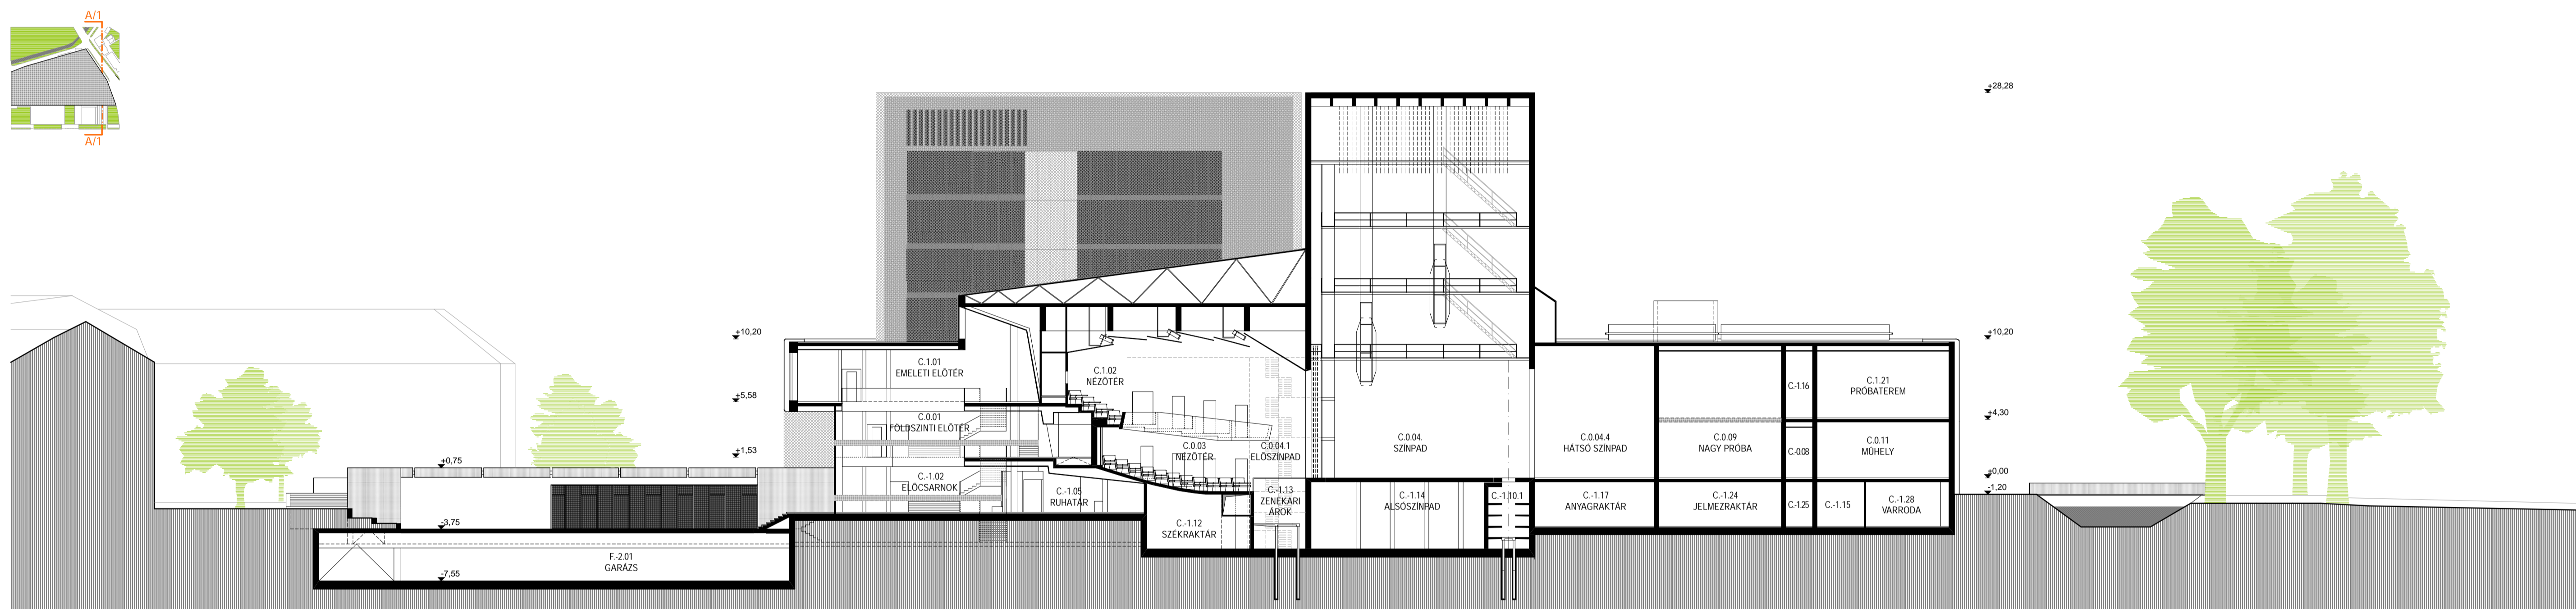 A/1
A/1
+28,28
+10,20
+5,58
+1,53
+0,75
-3,75
-7,55
+10,20
+4,30
+0,00
-1,20
C.1.01
EMELETI ELŐTÉR
C.1.02
NÉZŐTÉR
C.-1.16
C.1.21
PRÓBATEREM
C.0.01
FÖLDSZINTI ELŐTÉR
C.0.03
NÉZŐTÉR
C.0.04.1
ELŐSZÍNPAD
C.0.04.
SZÍNPAD
C.0.04.4
HÁTSÓ SZÍNPAD
C.0.09
NAGY PRÓBA
C.-0.08
C.0.11
MŰHELY
C.-1.02
ELŐCSARNOK
C.-1.05
RUHATÁR
C.-1.12
SZÉKRAKTÁR
C.-1.13
ZENEKARI
ÁROK
C.-1.14
ALSÓSZÍNPAD
C.-1.10.1
C.-1.17
ANYAGRAKTÁR
C.-1.24
JELMEZRAKTÁR
C.-1.25
C.-1.15
C.-1.28
VARRODA
F.-2.01
GARÁZS